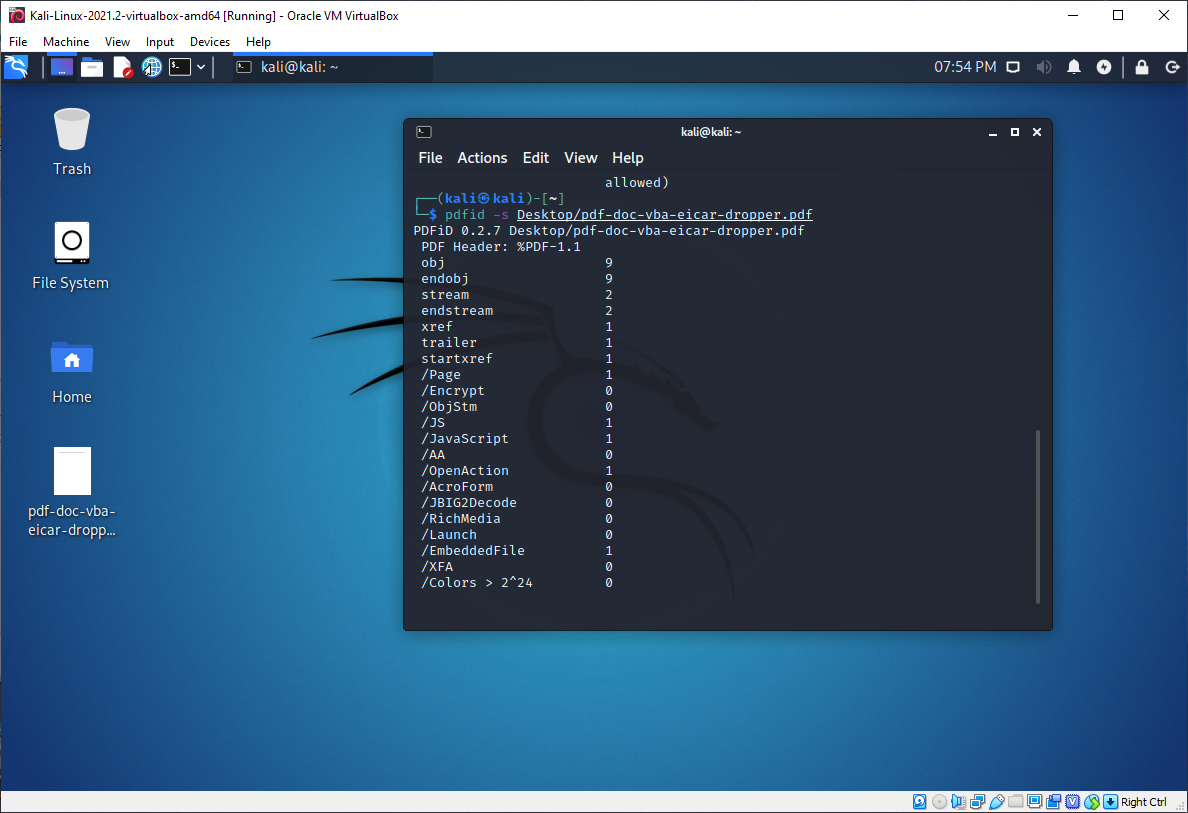 Kali-Linux-2021.2-virtualbox-amd64 [Running] - Oracle VM VirtualBox
File Machine View Input Devices Help
kali@kali: ~
07:54 PM
Trash
File System
Home
pdf-doc-vba-
eicar-dropp...
kali@kali: ~
File Actions Edit View Help
allowed)
┌──(kali㉿kali)-[~]
└─$ pdfid -s Desktop/pdf-doc-vba-eicar-dropper.pdf
PDFiD 0.2.7 Desktop/pdf-doc-vba-eicar-dropper.pdf
PDF Header: %PDF-1.1
obj 9
endobj 9
stream 2
endstream 2
xref 1
trailer 1
startxref 1
/Page 1
/Encrypt 0
/ObjStm 0
/JS 1
/JavaScript 1
/AA 0
/OpenAction 1
/AcroForm 0
/JBIG2Decode 0
/RichMedia 0
/Launch 0
/EmbeddedFile 1
/XFA 0
/Colors > 2^24 0
Right Ctrl